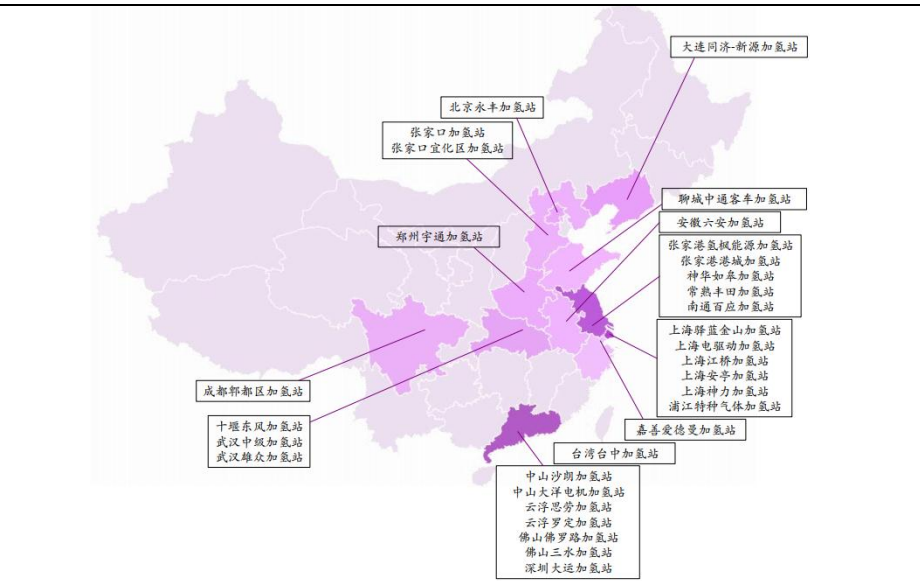 大连同济-新源加氢站
北京永丰加氢站
张家口加氢站
张家口宜化区加氢站
聊城中通客车加氢站
安徽六安加氢站
郑州宇通加氢站
张家港氢枫能源加氢站
张家港港城加氢站
神华如皋加氢站
常熟丰田加氢站
南通百应加氢站
上海驿蓝金山加氢站
上海电驱动加氢站
上海江桥加氢站
上海安亭加氢站
上海神力加氢站
浦江特种气体加氢站
成都郫都区加氢站
十堰东风加氢站
武汉中级加氢站
武汉雄众加氢站
嘉善爱德曼加氢站
台湾台中加氢站
中山沙朗加氢站
中山大洋电机加氢站
云浮思劳加氢站
云浮罗定加氢站
佛山佛罗路加氢站
佛山三水加氢站
深圳大运加氢站